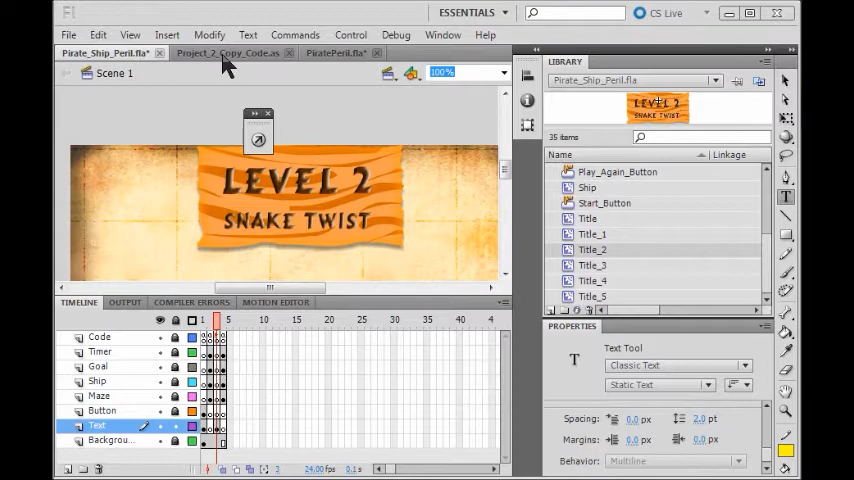 ESSENTIALS
CS Live
File Edit View Insert Modify Text Commands Control Debug Window Help
Pirate_Ship_Peril.fla* Project_2_Copy_Code.as PiratePeril.fla*
Scene 1
100%
LEVEL 2
SNAKE TWIST
LIBRARY
Pirate_Ship_Peril.fla
LEVEL 2
SNAKE TWIST
35 items
Name Linkage
Play_Again_Button
Ship
Start_Button
Title
Title_1
Title_2
Title_3
Title_4
Title_5
TIMELINE OUTPUT COMPILER ERRORS MOTION EDITOR
1 5 10 15 20 25 30 35 40 4
Code
Timer
Goal
Ship
Maze
Button
Text
Backgrou...
3 24.00 fps 0.1 s
PROPERTIES
T
Text Tool
Classic Text
Static Text
Spacing: 0.0 px 2.0 pt
Margins: 0.0 px 0.0 px
Behavior: Multiline